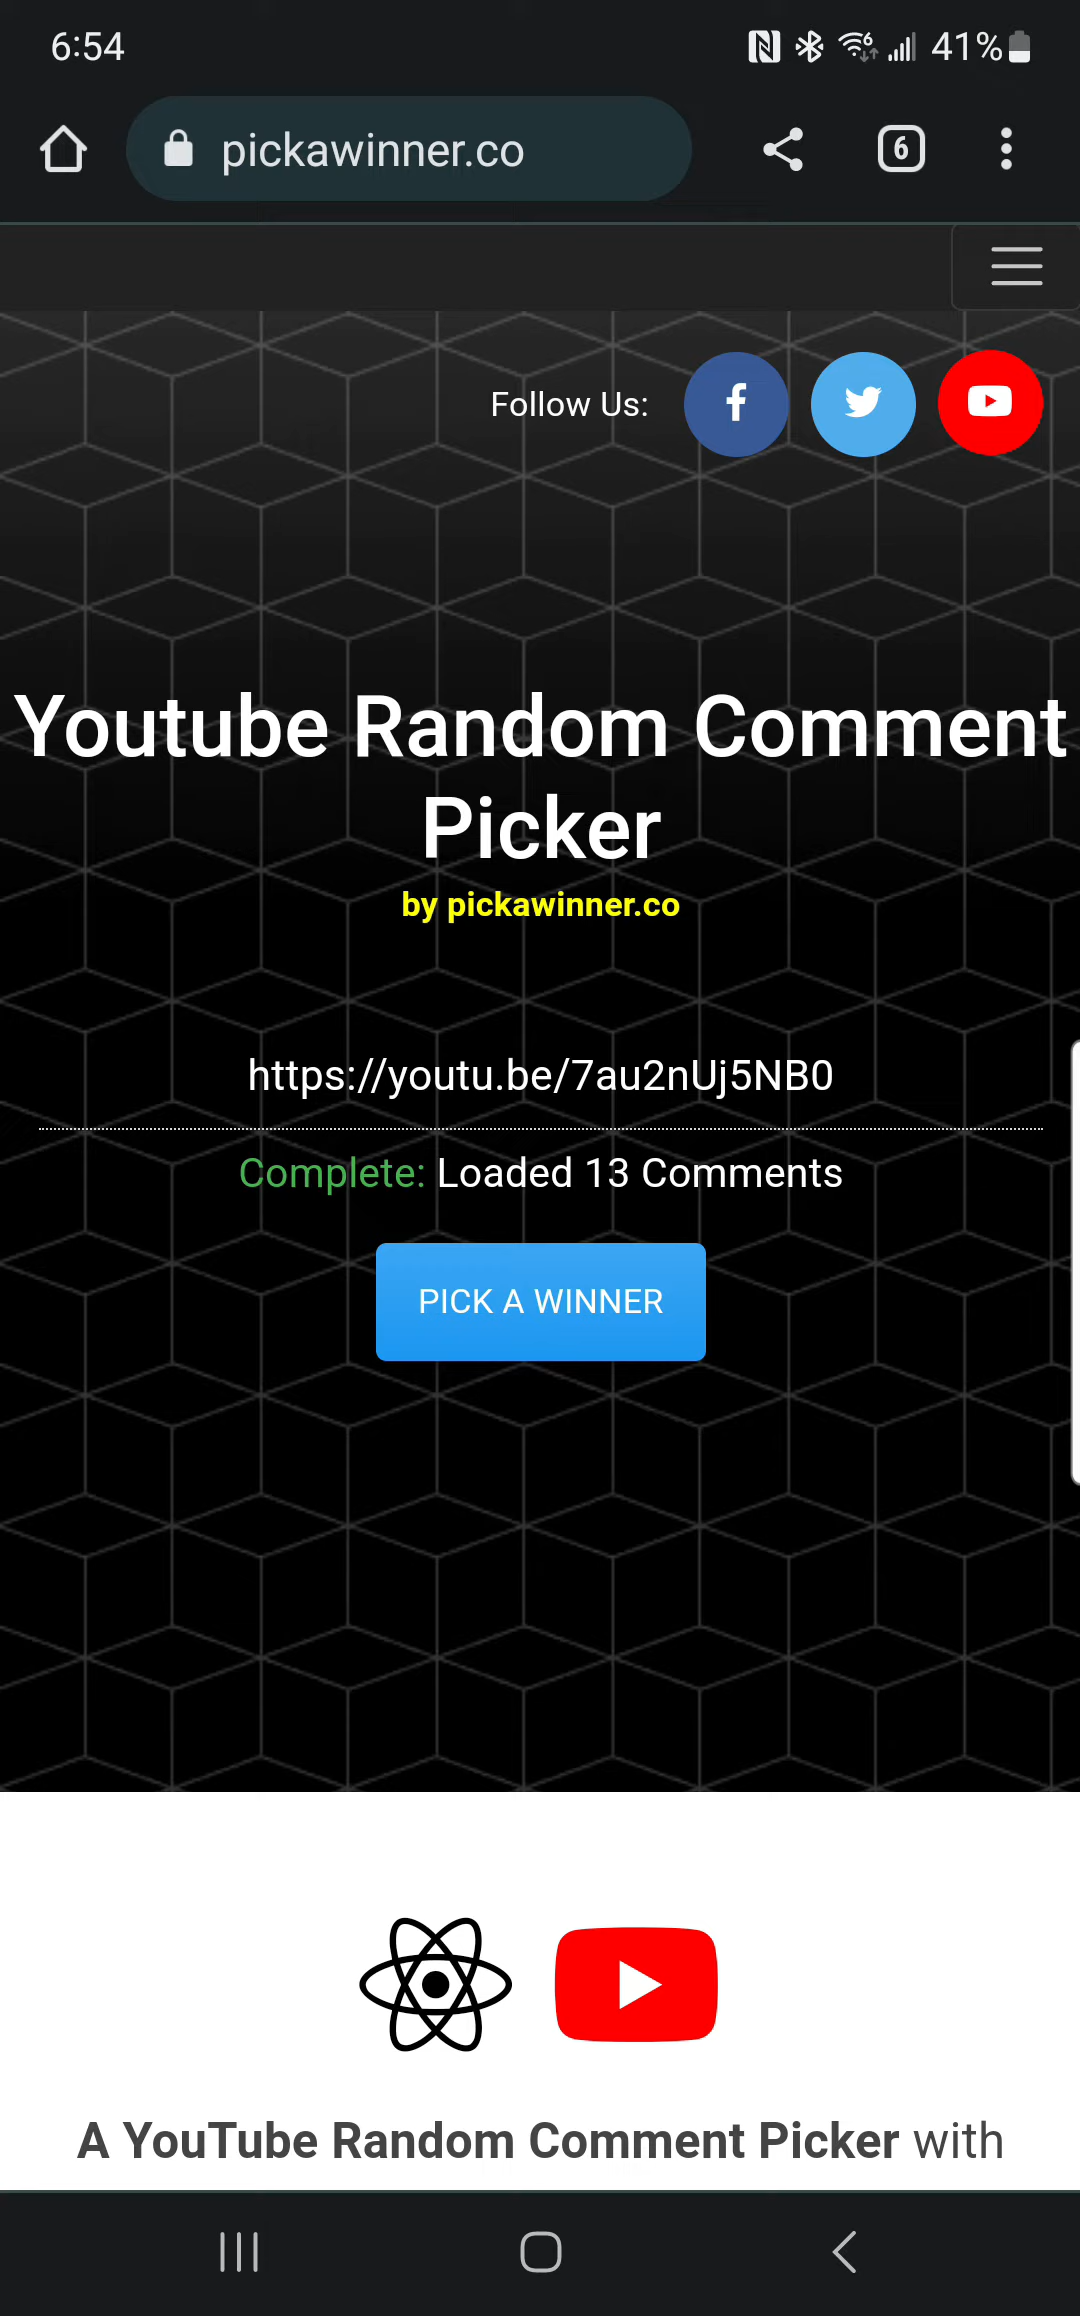 6:54
6 41%
pickawinner.co
6
Follow Us:
Youtube Random Comment
Picker
by pickawinner.co
https://youtu.be/7au2nUj5NB0
Complete: Loaded 13 Comments
PICK A WINNER
A YouTube Random Comment Picker with